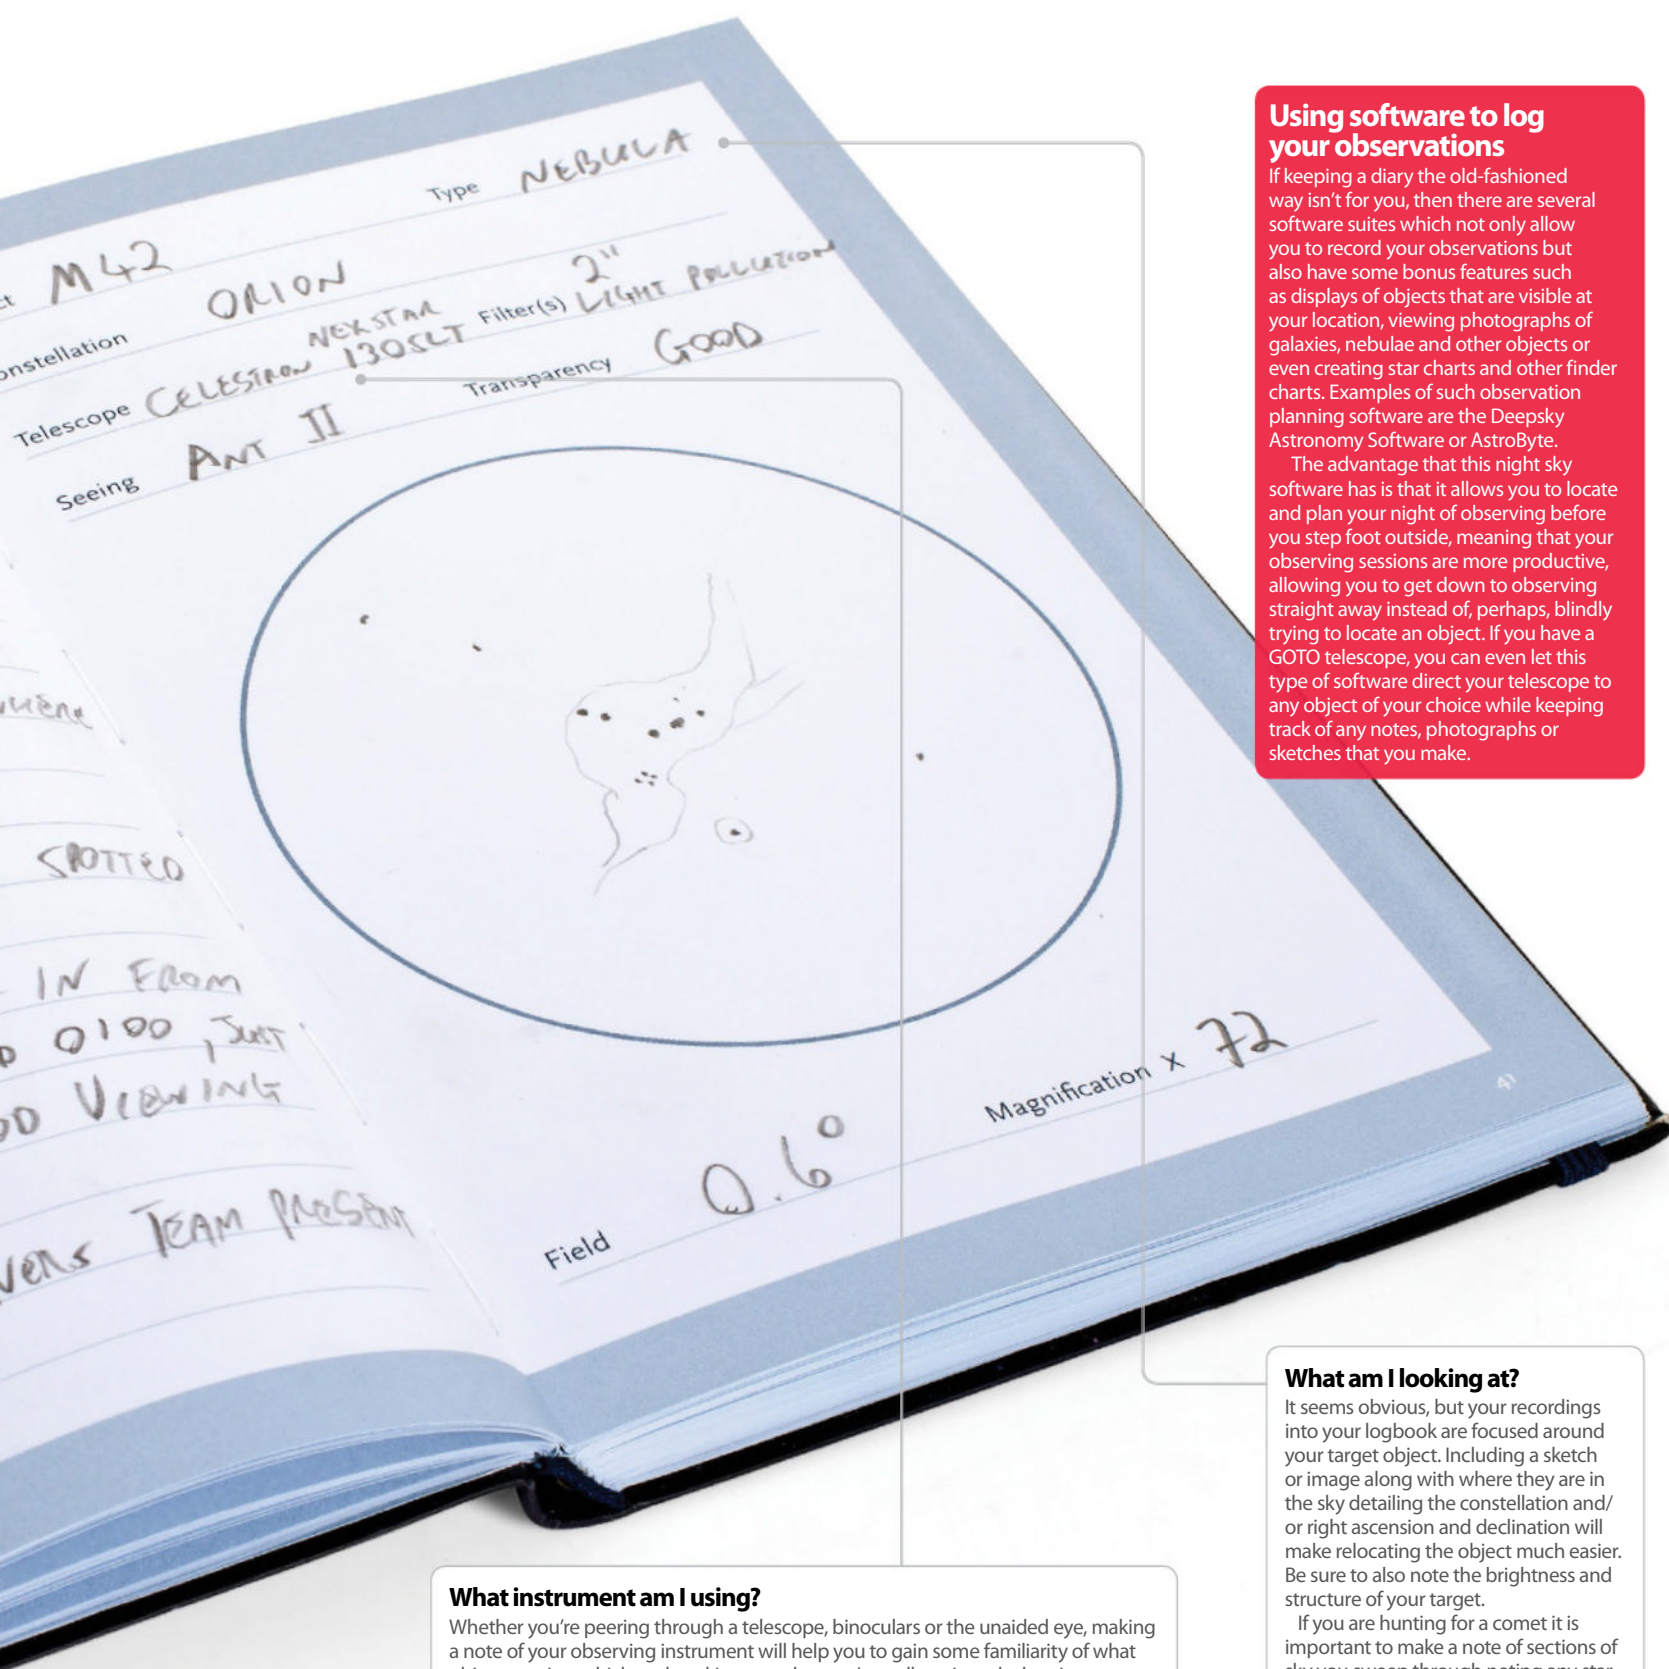 Type NEBULA
M42
ORION
NEXSTAR
Telescope CELESTRON 130SLT Filter(s) 2" LIGHT POLLUTION
Seeing ANT II Transparency GOOD
SPOTTED
IN FROM
0100, JUST
VIEWING
TEAM PRESENT
Field 0.6°
Magnification X 72
41
Using software to log
your observations
If keeping a diary the old-fashioned
way isn’t for you, then there are several
software suites which not only allow
you to record your observations but
also have some bonus features such
as displays of objects that are visible at
your location, viewing photographs of
galaxies, nebulae and other objects or
even creating star charts and other finder
charts. Examples of such observation
planning software are the Deepsky
Astronomy Software or AstroByte.
The advantage that this night sky
software has is that it allows you to locate
and plan your night of observing before
you step foot outside, meaning that your
observing sessions are more productive,
allowing you to get down to observing
straight away instead of, perhaps, blindly
trying to locate an object. If you have a
GOTO telescope, you can even let this
type of software direct your telescope to
any object of your choice while keeping
track of any notes, photographs or
sketches that you make.
What am I looking at?
It seems obvious, but your recordings
into your logbook are focused around
your target object. Including a sketch
or image along with where they are in
the sky detailing the constellation and/
or right ascension and declination will
make relocating the object much easier.
Be sure to also note the brightness and
structure of your target.
If you are hunting for a comet it is
important to make a note of sections of
What instrument am I using?
Whether you’re peering through a telescope, binoculars or the unaided eye, making
a note of your observing instrument will help you to gain some familiarity of what